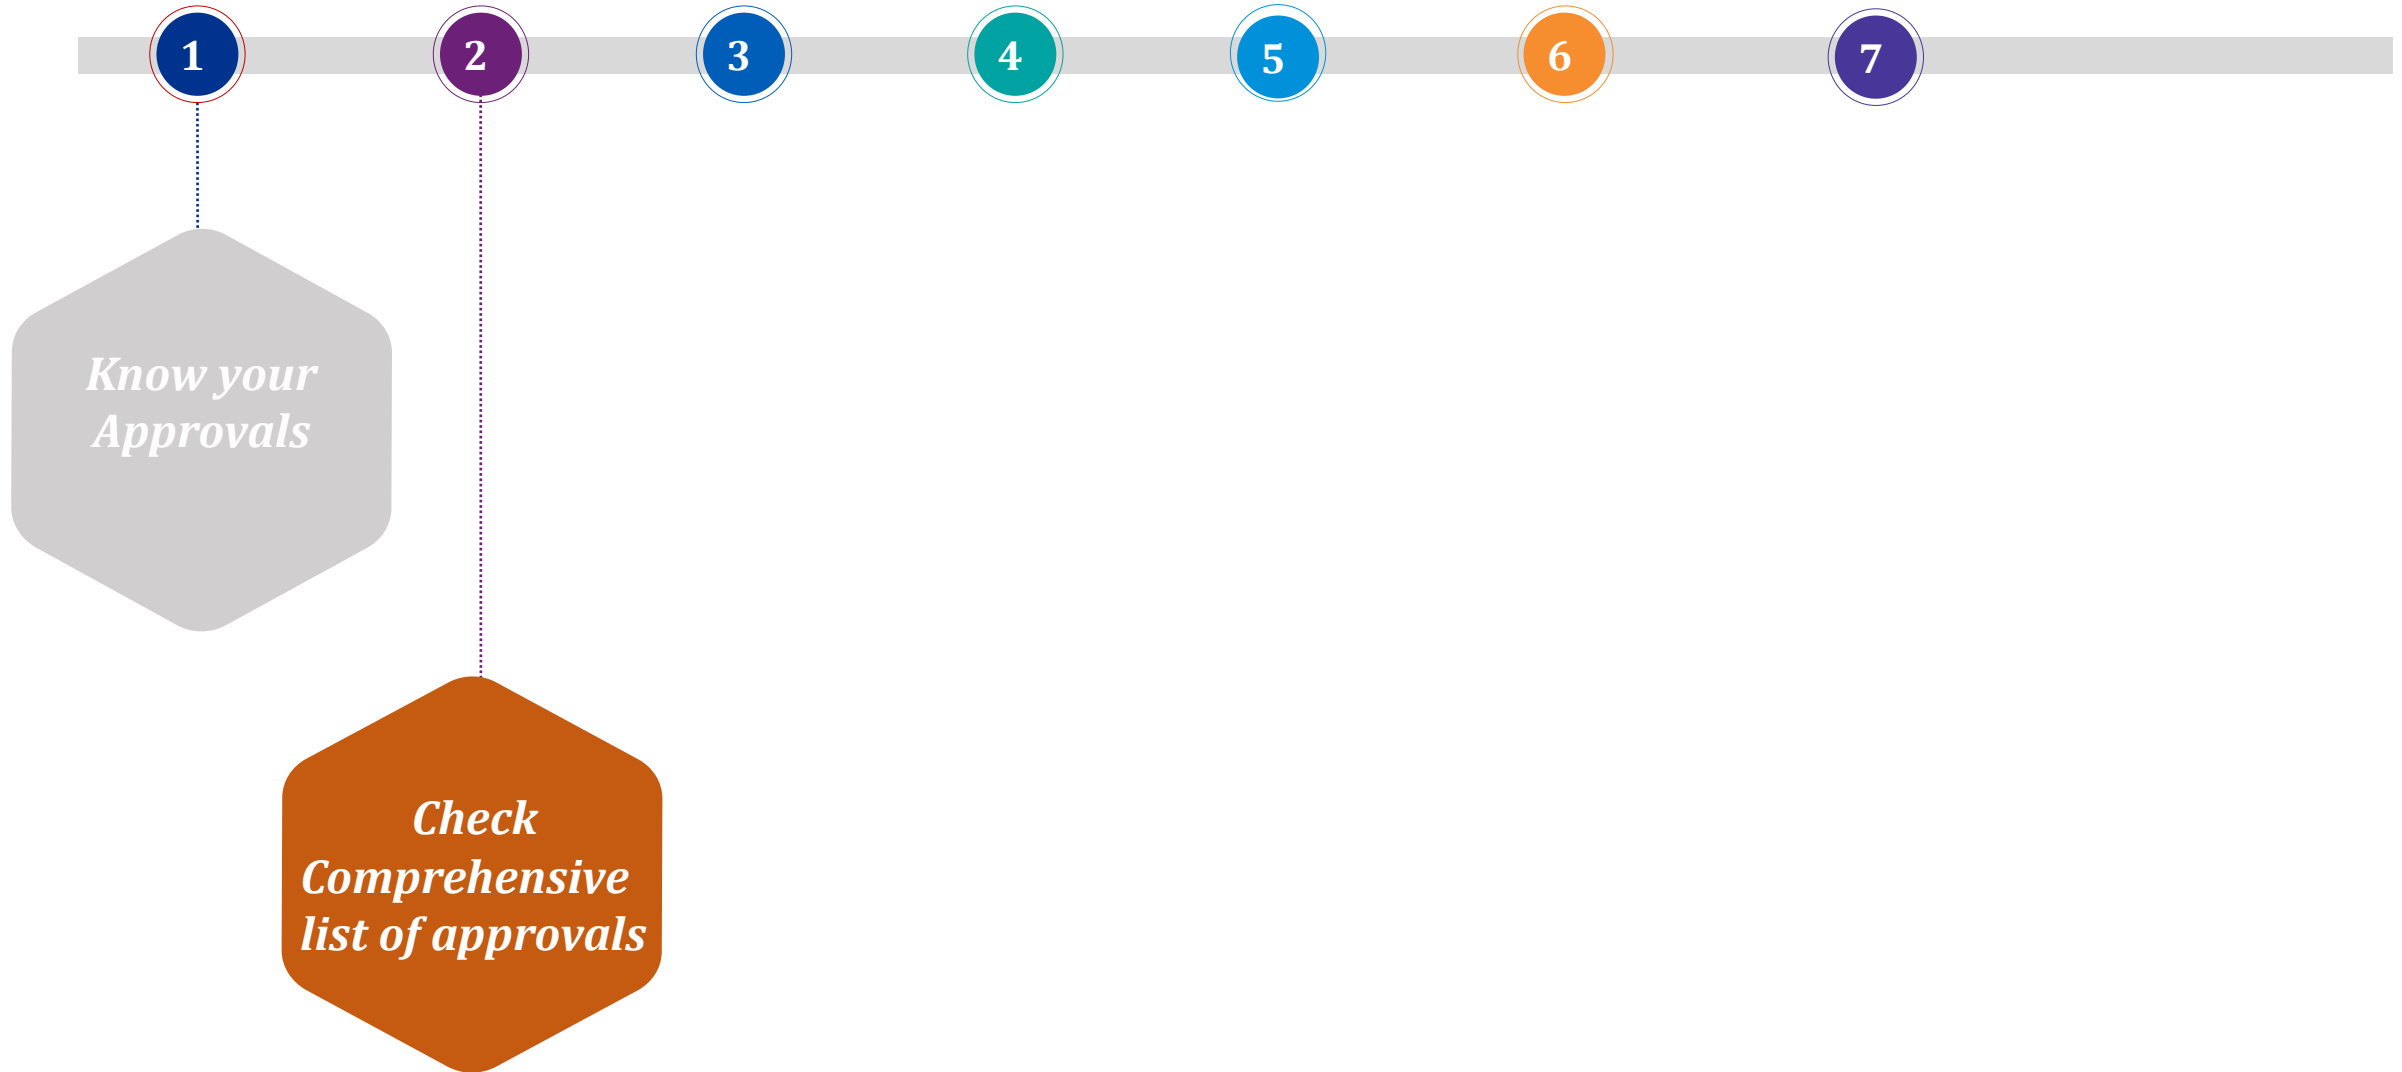 1
2
3
4
5
6
7
Know your
Approvals
Check
Comprehensive
list of approvals